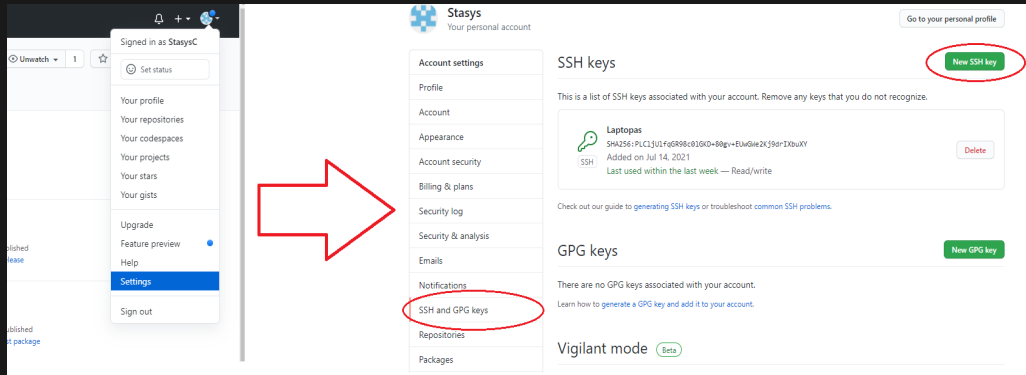 Signed in as StasysC
Set status
Your profile
Your repositories
Your codespaces
Your projects
Your stars
Your gists
Upgrade
Feature preview
Help
Settings
Sign out
Unwatch
1
blished
lease
ublished
st package
Stasys
Your personal account
Go to your personal profile
Account settings
Profile
Account
Appearance
Account security
Billing & plans
Security log
Security & analysis
Emails
Notifications
SSH and GPG keys
Repositories
Packages
SSH keys
New SSH key
This is a list of SSH keys associated with your account. Remove any keys that you do not recognize.
Laptopas
SSH
Added on Jul 14, 2021
Last used within the last week — Read/write
Delete
Check out our guide to generating SSH keys or troubleshoot common SSH problems.
GPG keys
New GPG key
There are no GPG keys associated with your account.
Learn how to generate a GPG key and add it to your account.
Vigilant mode
Beta